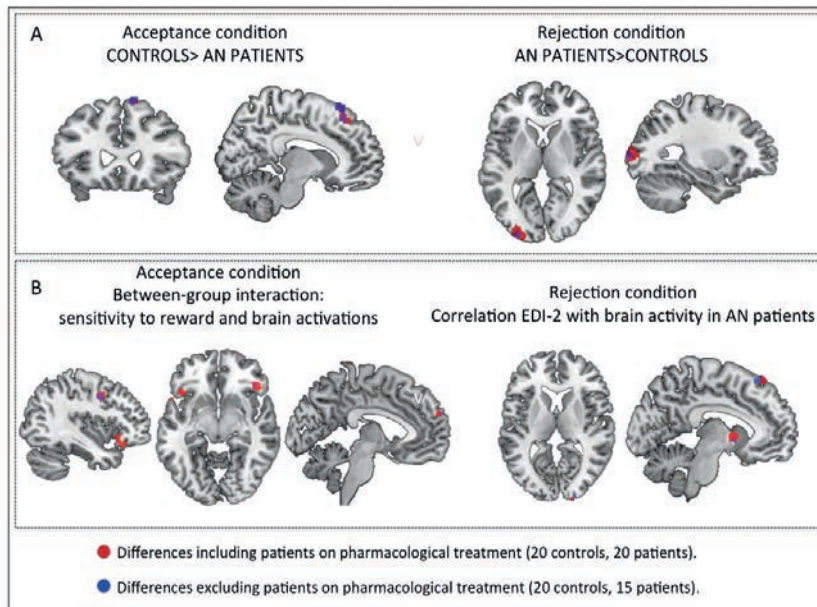 A
Acceptance condition
CONTROLS> AN PATIENTS
Rejection condition
AN PATIENTS>CONTROLS
B
Acceptance condition
Between-group interaction:
sensitivity to reward and brain activations
Rejection condition
Correlation EDI-2 with brain activity in AN patients
Differences including patients on pharmacological treatment (20 controls, 20 patients).
Differences excluding patients on pharmacological treatment (20 controls, 15 patients).